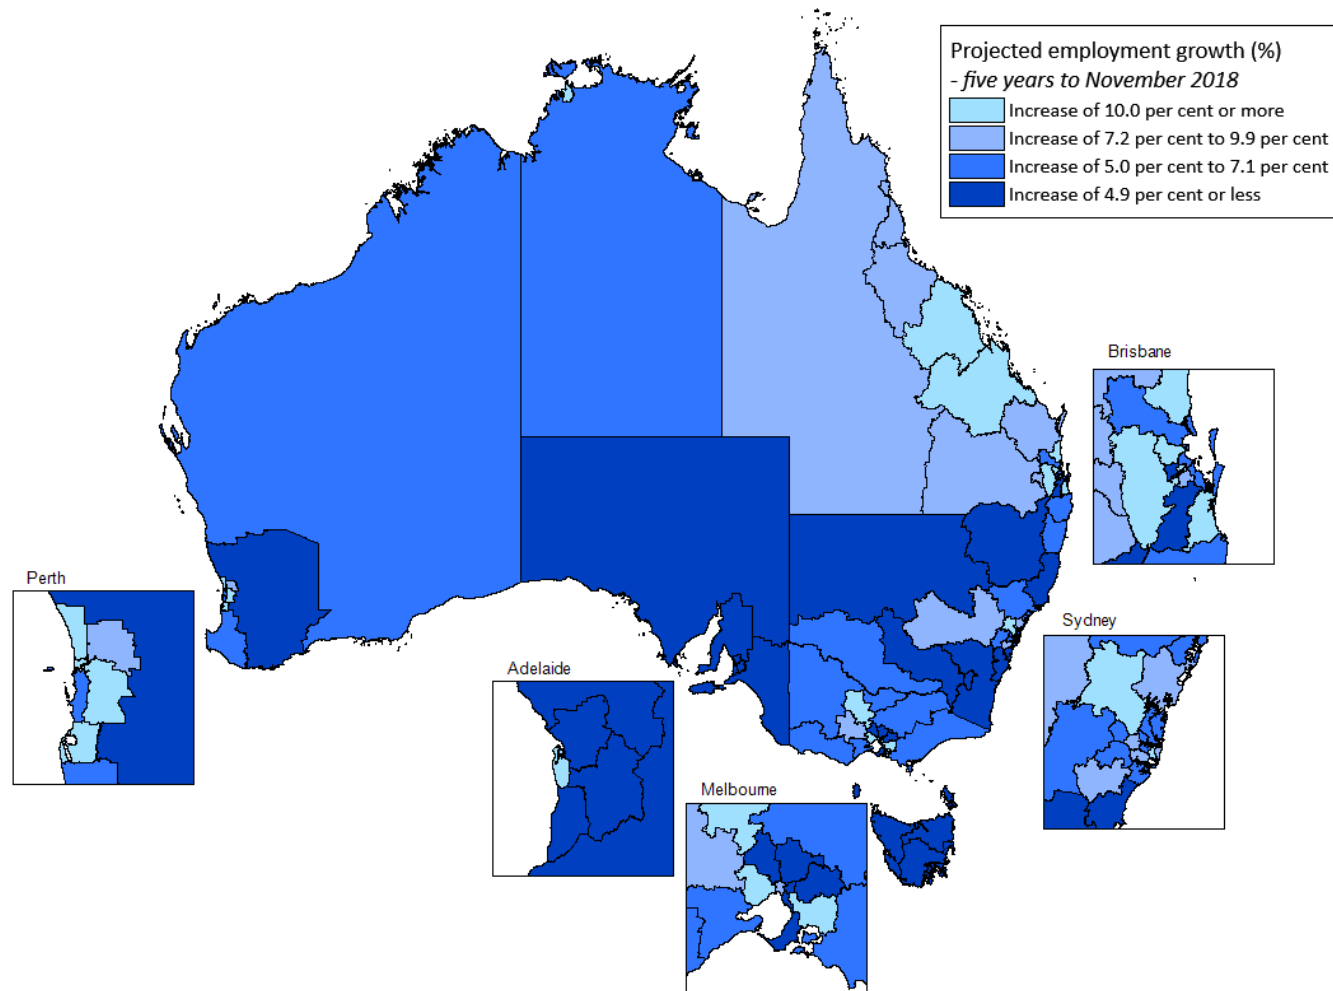 Projected employment growth (%)
- five years to November 2018
Increase of 10.0 per cent or more
Increase of 7.2 per cent to 9.9 per cent
Increase of 5.0 per cent to 7.1 per cent
Increase of 4.9 per cent or less
Brisbane
Perth
Sydney
Adelaide
Melbourne